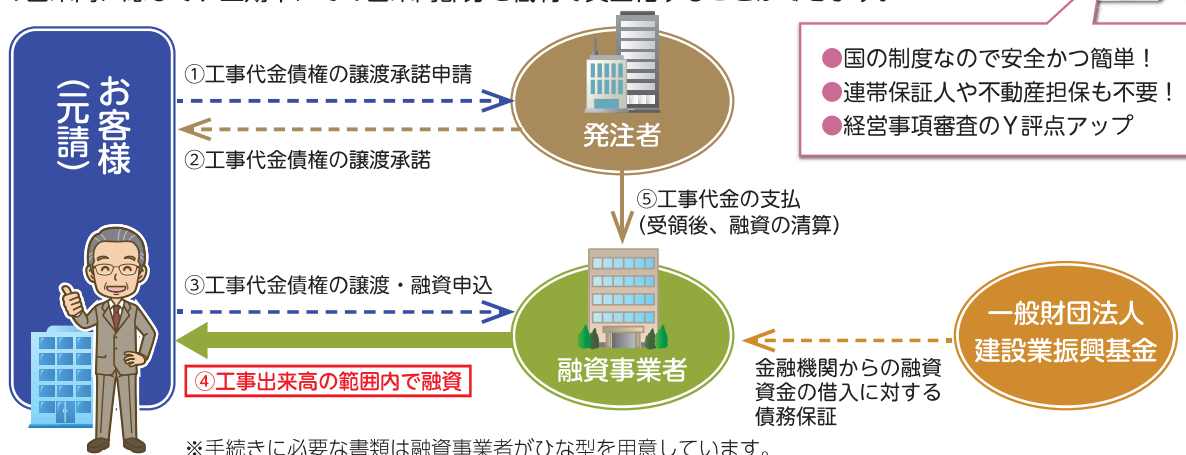 ●国の制度なので安全かつ簡単！
●連帯保証人や不動産担保も不要！
●経営事項審査のＹ評点アップ
お客様
（元請）
①工事代金債権の譲渡承諾申請
発注者
②工事代金債権の譲渡承諾
⑤工事代金の支払
(受領後、融資の清算)
③工事代金債権の譲渡・融資申込
融資事業者
④工事出来高の範囲内で融資
一般財団法人
建設業振興基金
金融機関からの融資
資金の借入に対する
債務保証
※手続きに必要な書類は融資事業者がひな型を用意しています。